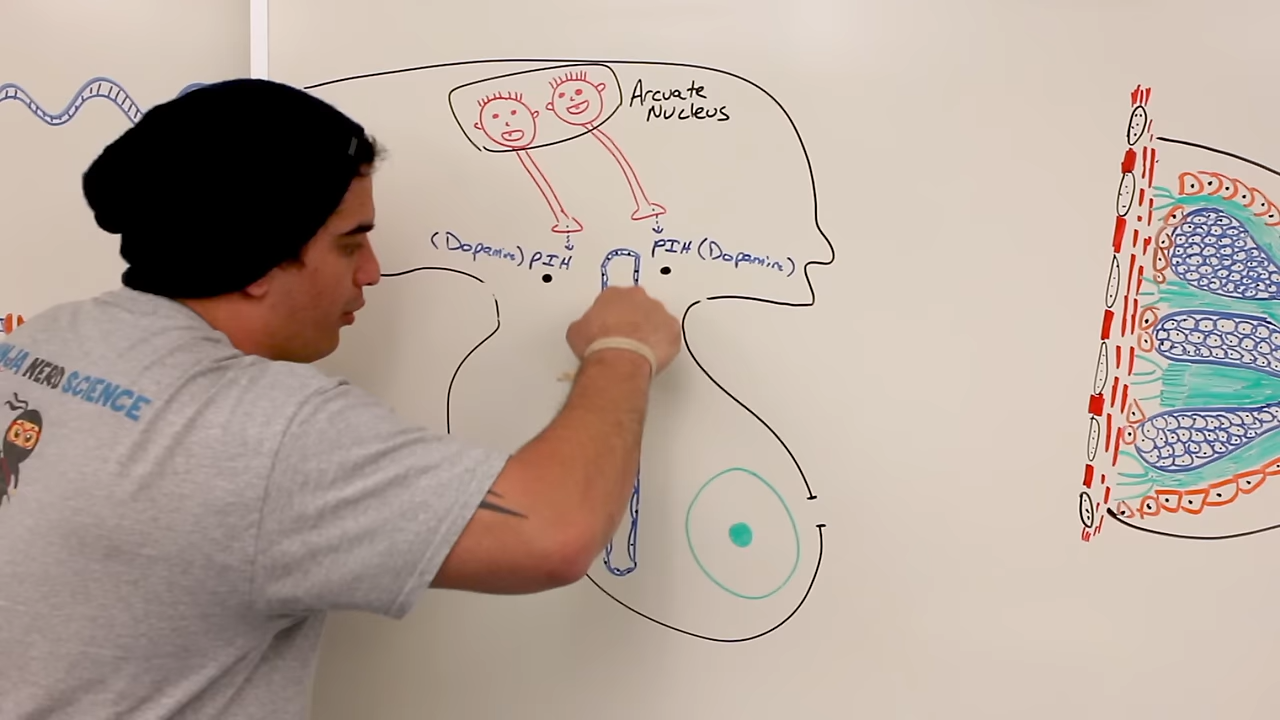 Arcuate
Nucleus
(Dopamine) PIH
PIH (Dopamine)
NERD SCIENCE